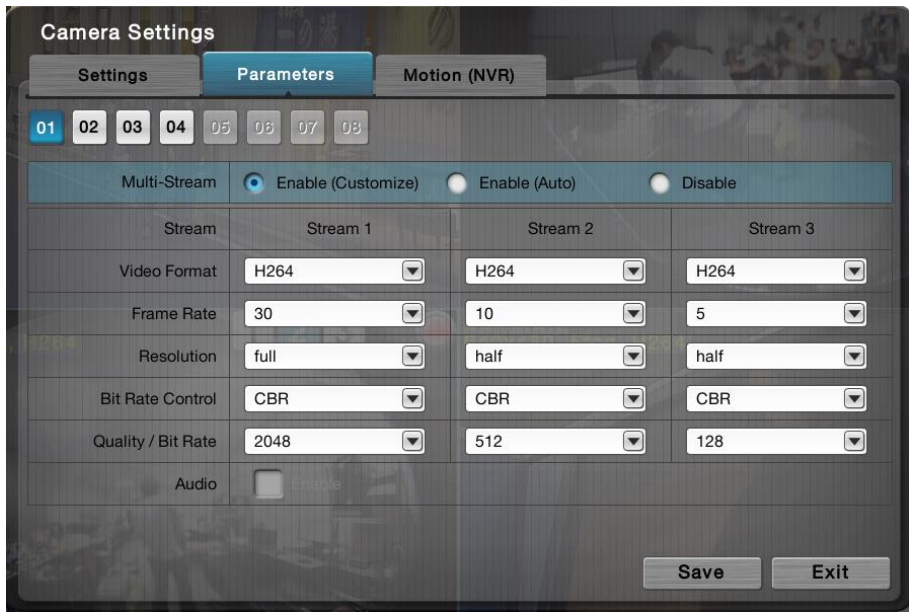 Camera Settings
Settings Parameters Motion (NVR)
01 02 03 04 05 06 07 08
Multi-Stream Enable (Customize) Enable (Auto) Disable
Stream Stream 1 Stream 2 Stream 3
Video Format H264 H264 H264
Frame Rate 30 10 5
Resolution full half half
Bit Rate Control CBR CBR CBR
Quality / Bit Rate 2048 512 128
Audio Enable
Save Exit